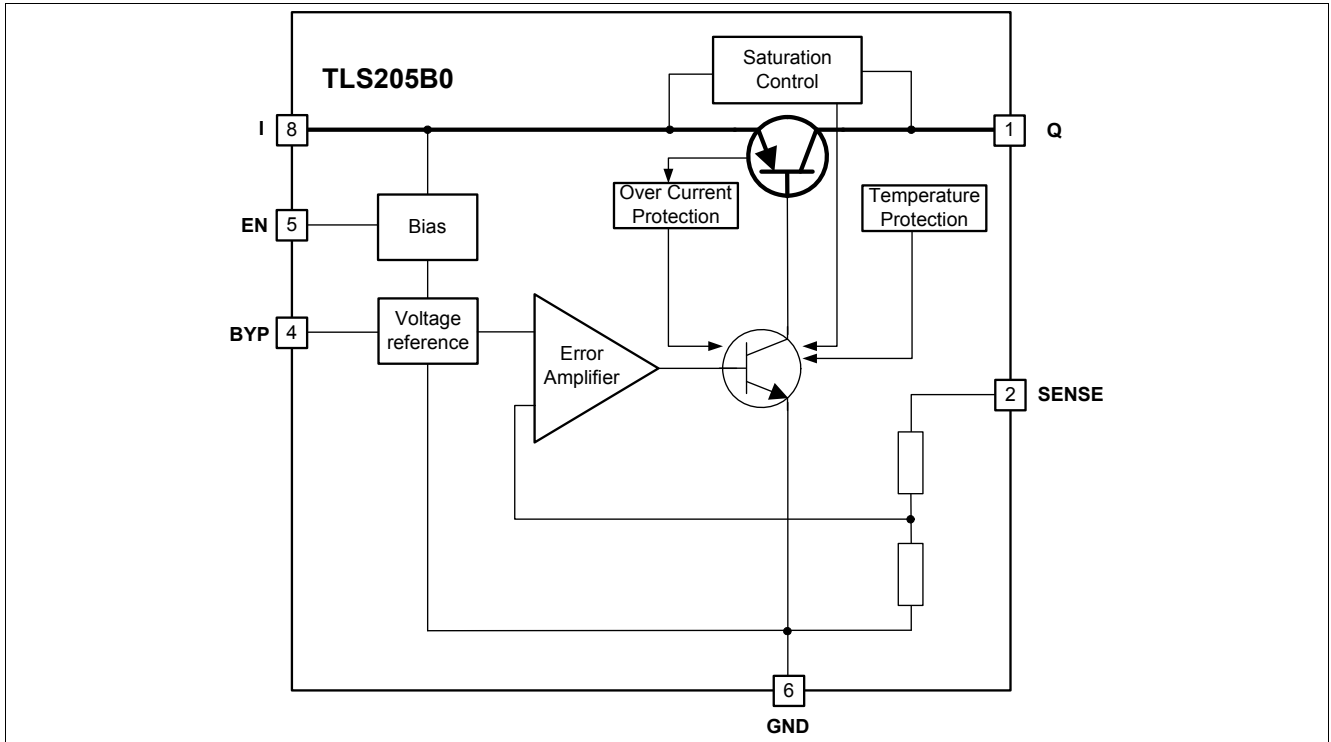 Saturation
Control
TLS205B0
I
8
1
Q
Over Current
Protection
Temperature
Protection
EN
5
Bias
BYP
4
Voltage
reference
Error
Amplifier
2
SENSE
6
GND